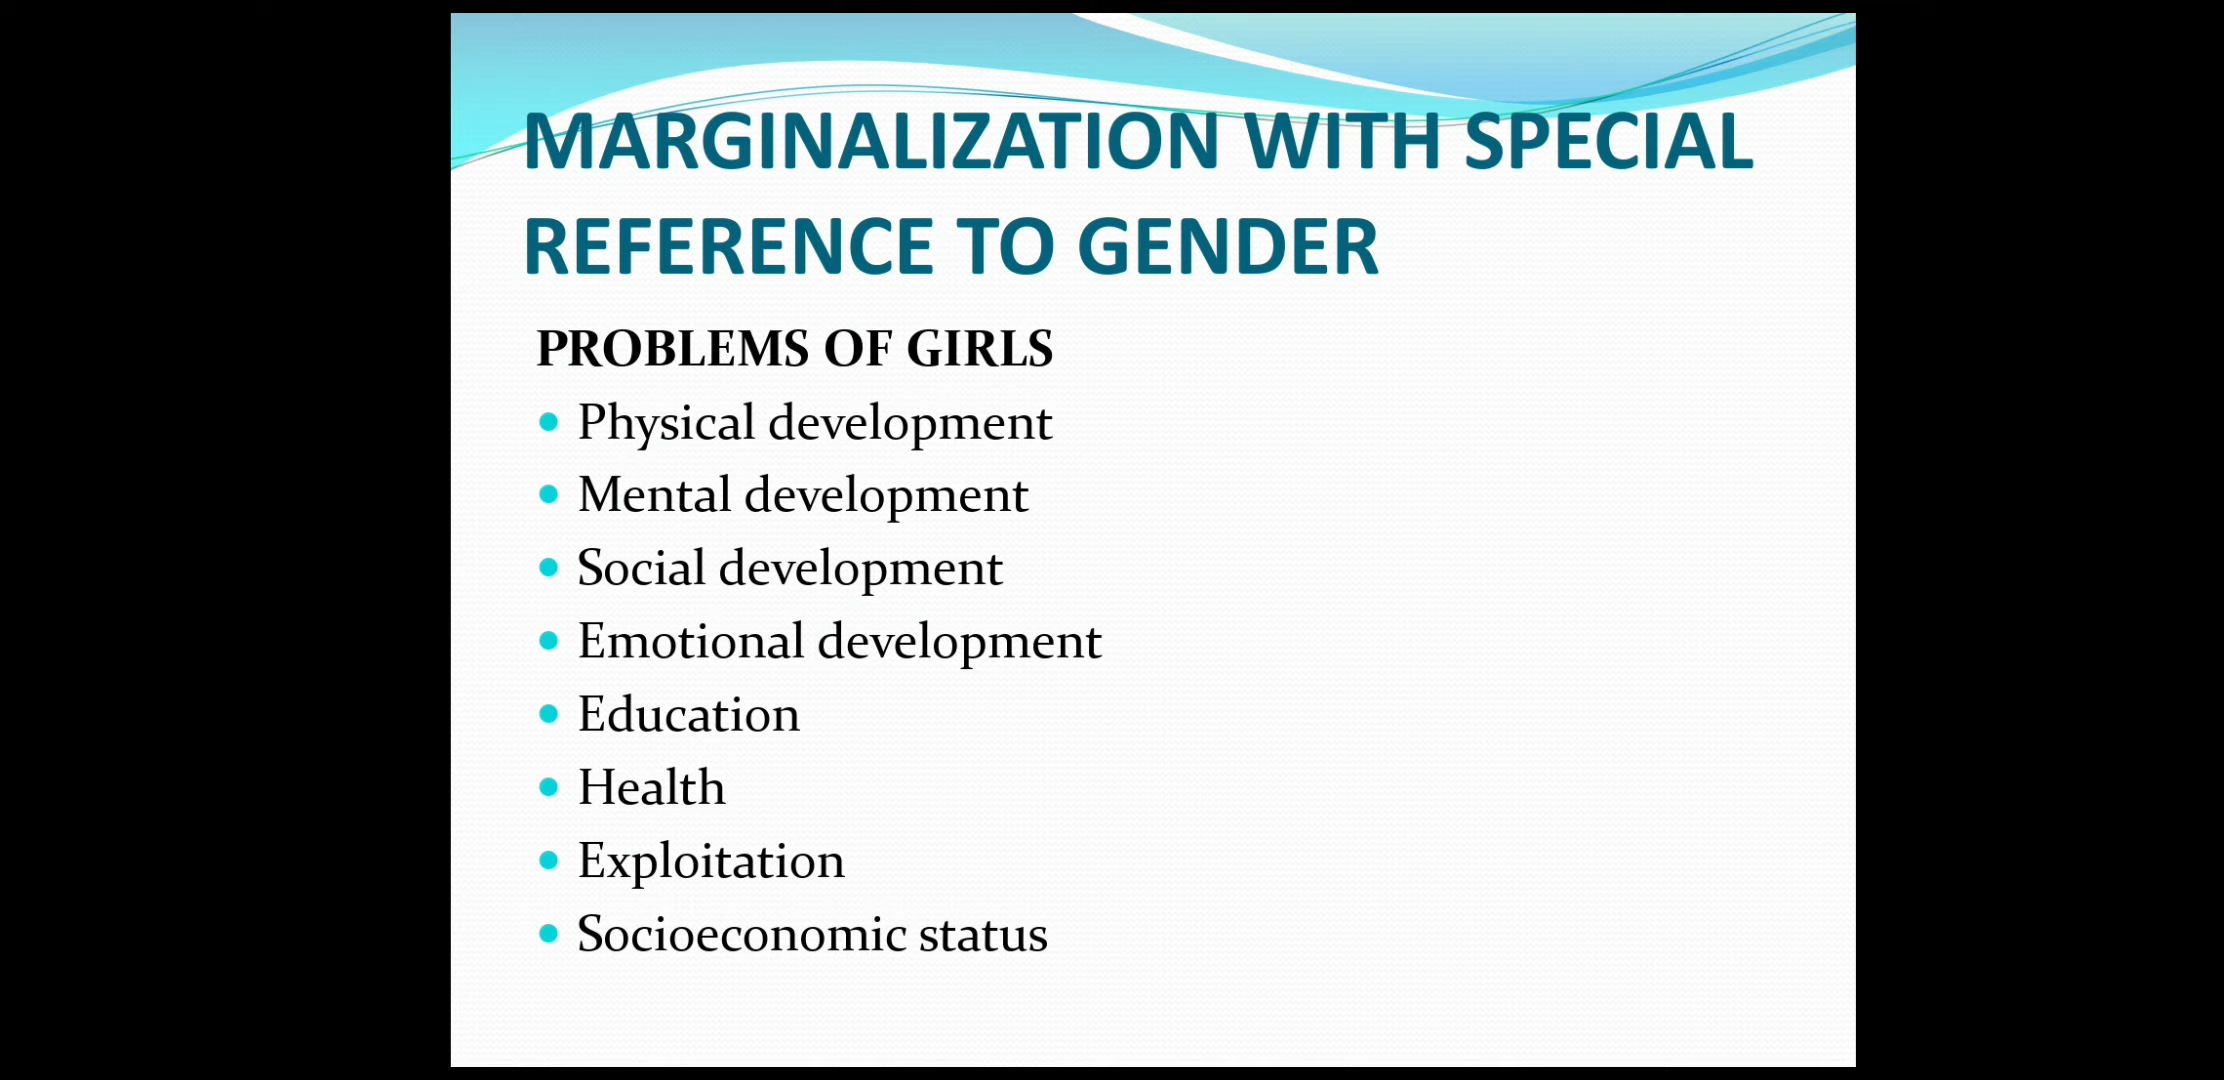 MARGINALIZATION WITH SPECIAL
REFERENCE TO GENDER
PROBLEMS OF GIRLS
• Physical development
• Mental development
• Social development
• Emotional development
• Education
• Health
• Exploitation
• Socioeconomic status